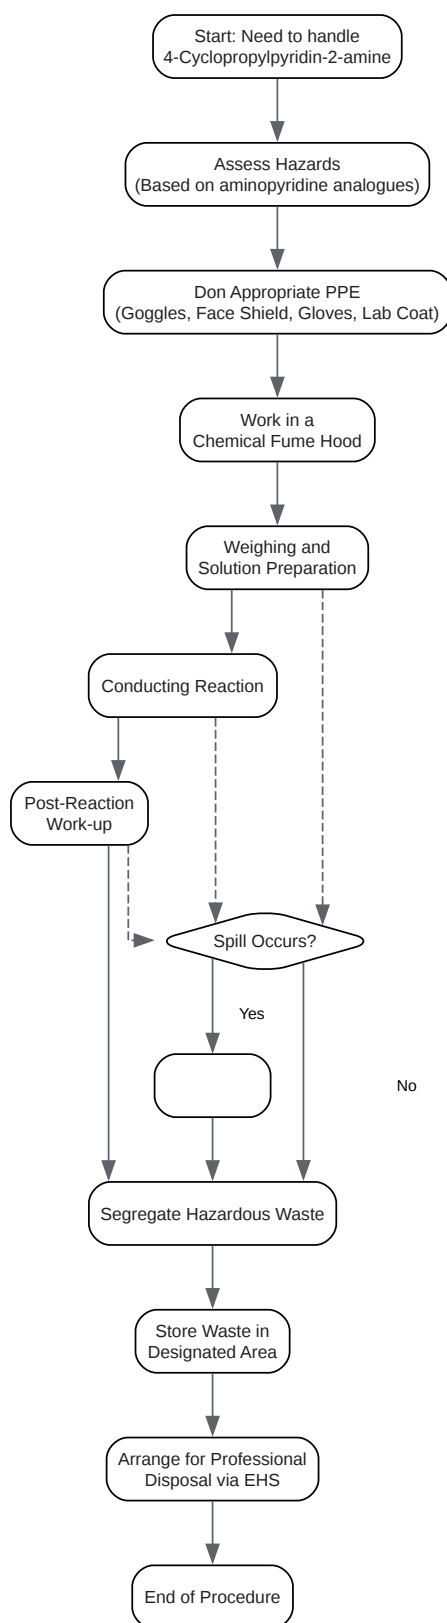 Start: Need to handle
4-Cyclopropylpyridin-2-amine
Assess Hazards
(Based on aminopyridine analogues)
Don Appropriate PPE
(Goggles, Face Shield, Gloves, Lab Coat)
Work in a
Chemical Fume Hood
Weighing and
Solution Preparation
Conducting Reaction
Post-Reaction
Work-up
Spill Occurs?
Yes
No
Segregate Hazardous Waste
Store Waste in
Designated Area
Arrange for Professional
Disposal via EHS
End of Procedure